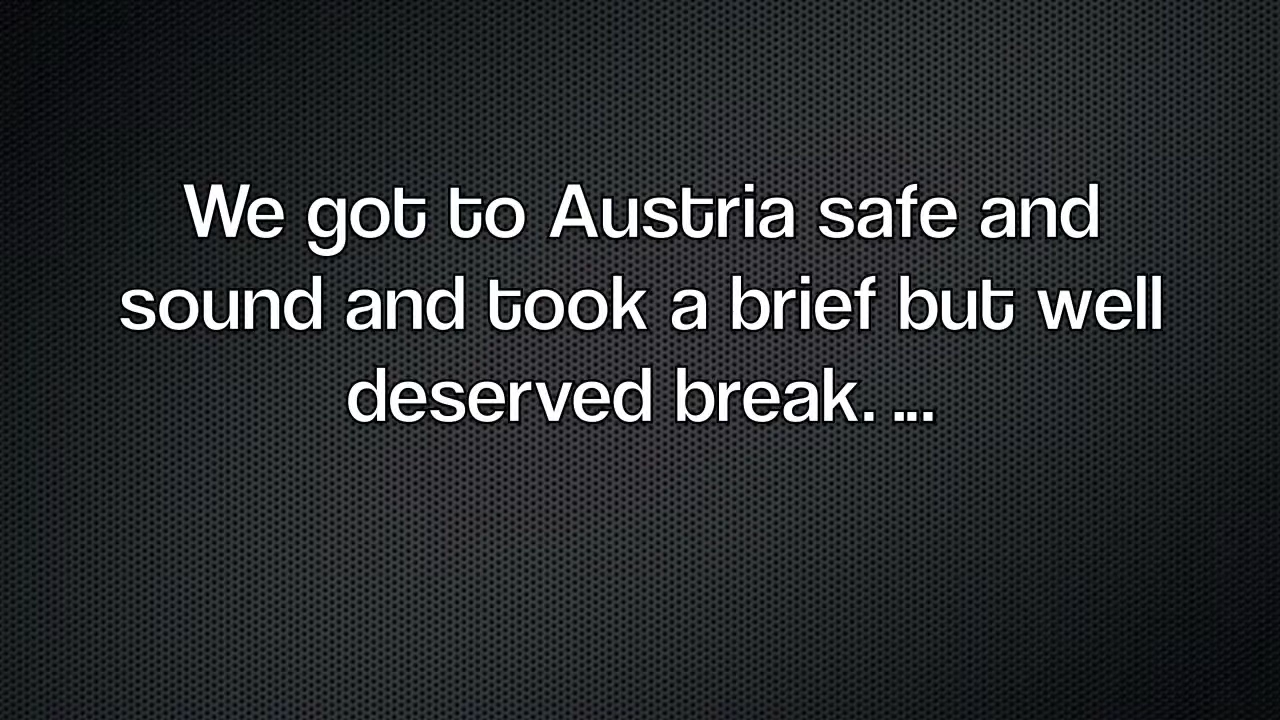 We got to Austria safe and
sound and took a brief but well
deserved break. ...